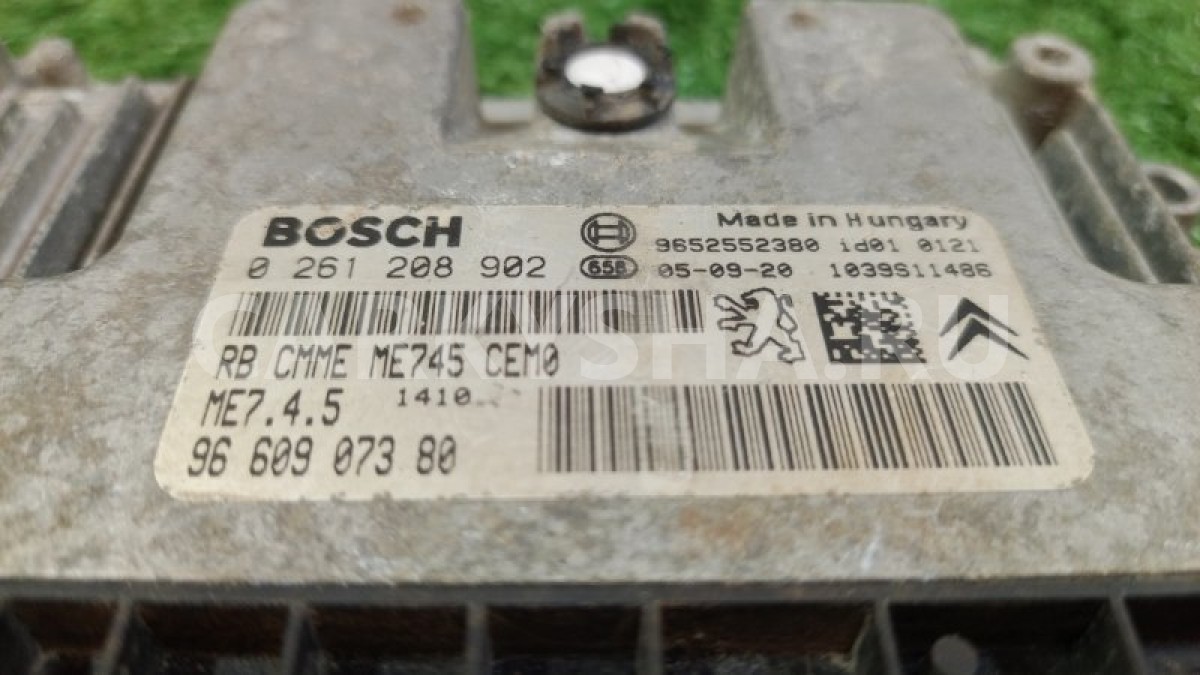 BOSCH
Made in Hungary
9652552380 id01 0121
0 261 208 902
658 05-09-20 1039S11486
RB CMME ME745 CEM0
ME7.4.5
1410
96 609 073 80